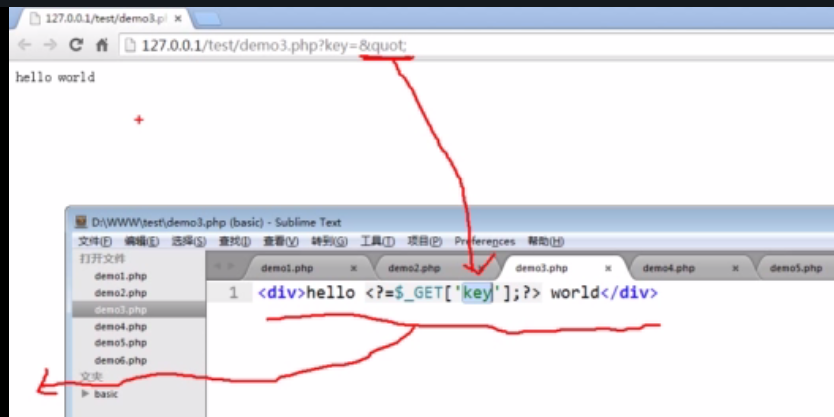 127.0.0.1/test/demo3.pl ×
127.0.0.1/test/demo3.php?key=&quot;
hello world
D:\WWW\test\demo3.php (basic) - Sublime Text
文件(F) 编辑(E) 选择(S) 查找(I) 查看(V) 转到(G) 工具(T) 项目(P) Preferences 帮助(H)
打开文件
demo1.php
demo2.php
demo3.php
demo4.php
demo5.php
demo6.php
文夹
basic
demo1.php × demo2.php × demo3.php × demo4.php × demo5.php
1 <div>hello <?=$_GET['key'];?> world</div>